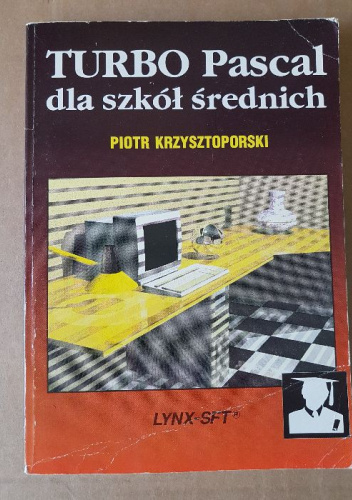 TURBO Pascal
dla szkół średnich
PIOTR KRZYSZTOPORSKI
LYNX-SFT®